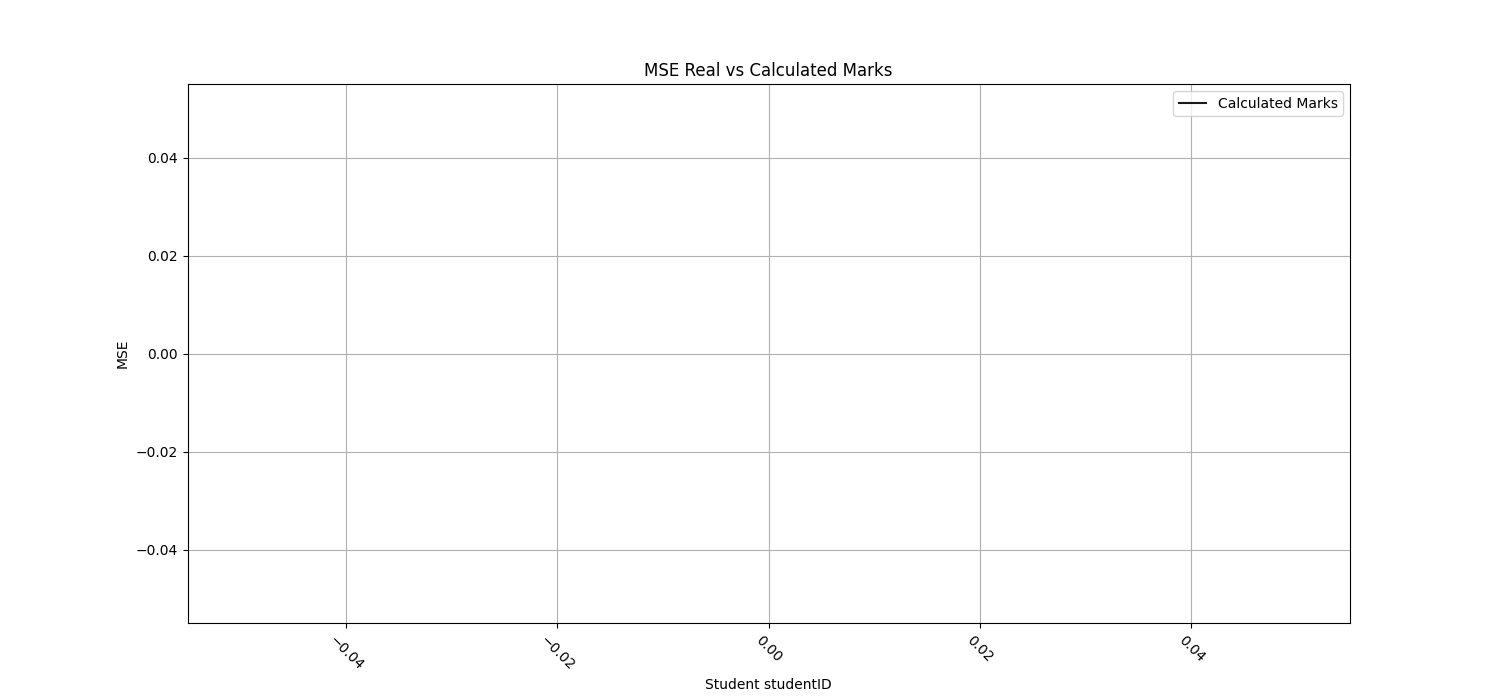 MSE Real vs Calculated Marks
Calculated Marks
0.04
0.02
0.00
−0.02
−0.04
MSE
−0.04
−0.02
0.00
0.02
0.04
Student studentID